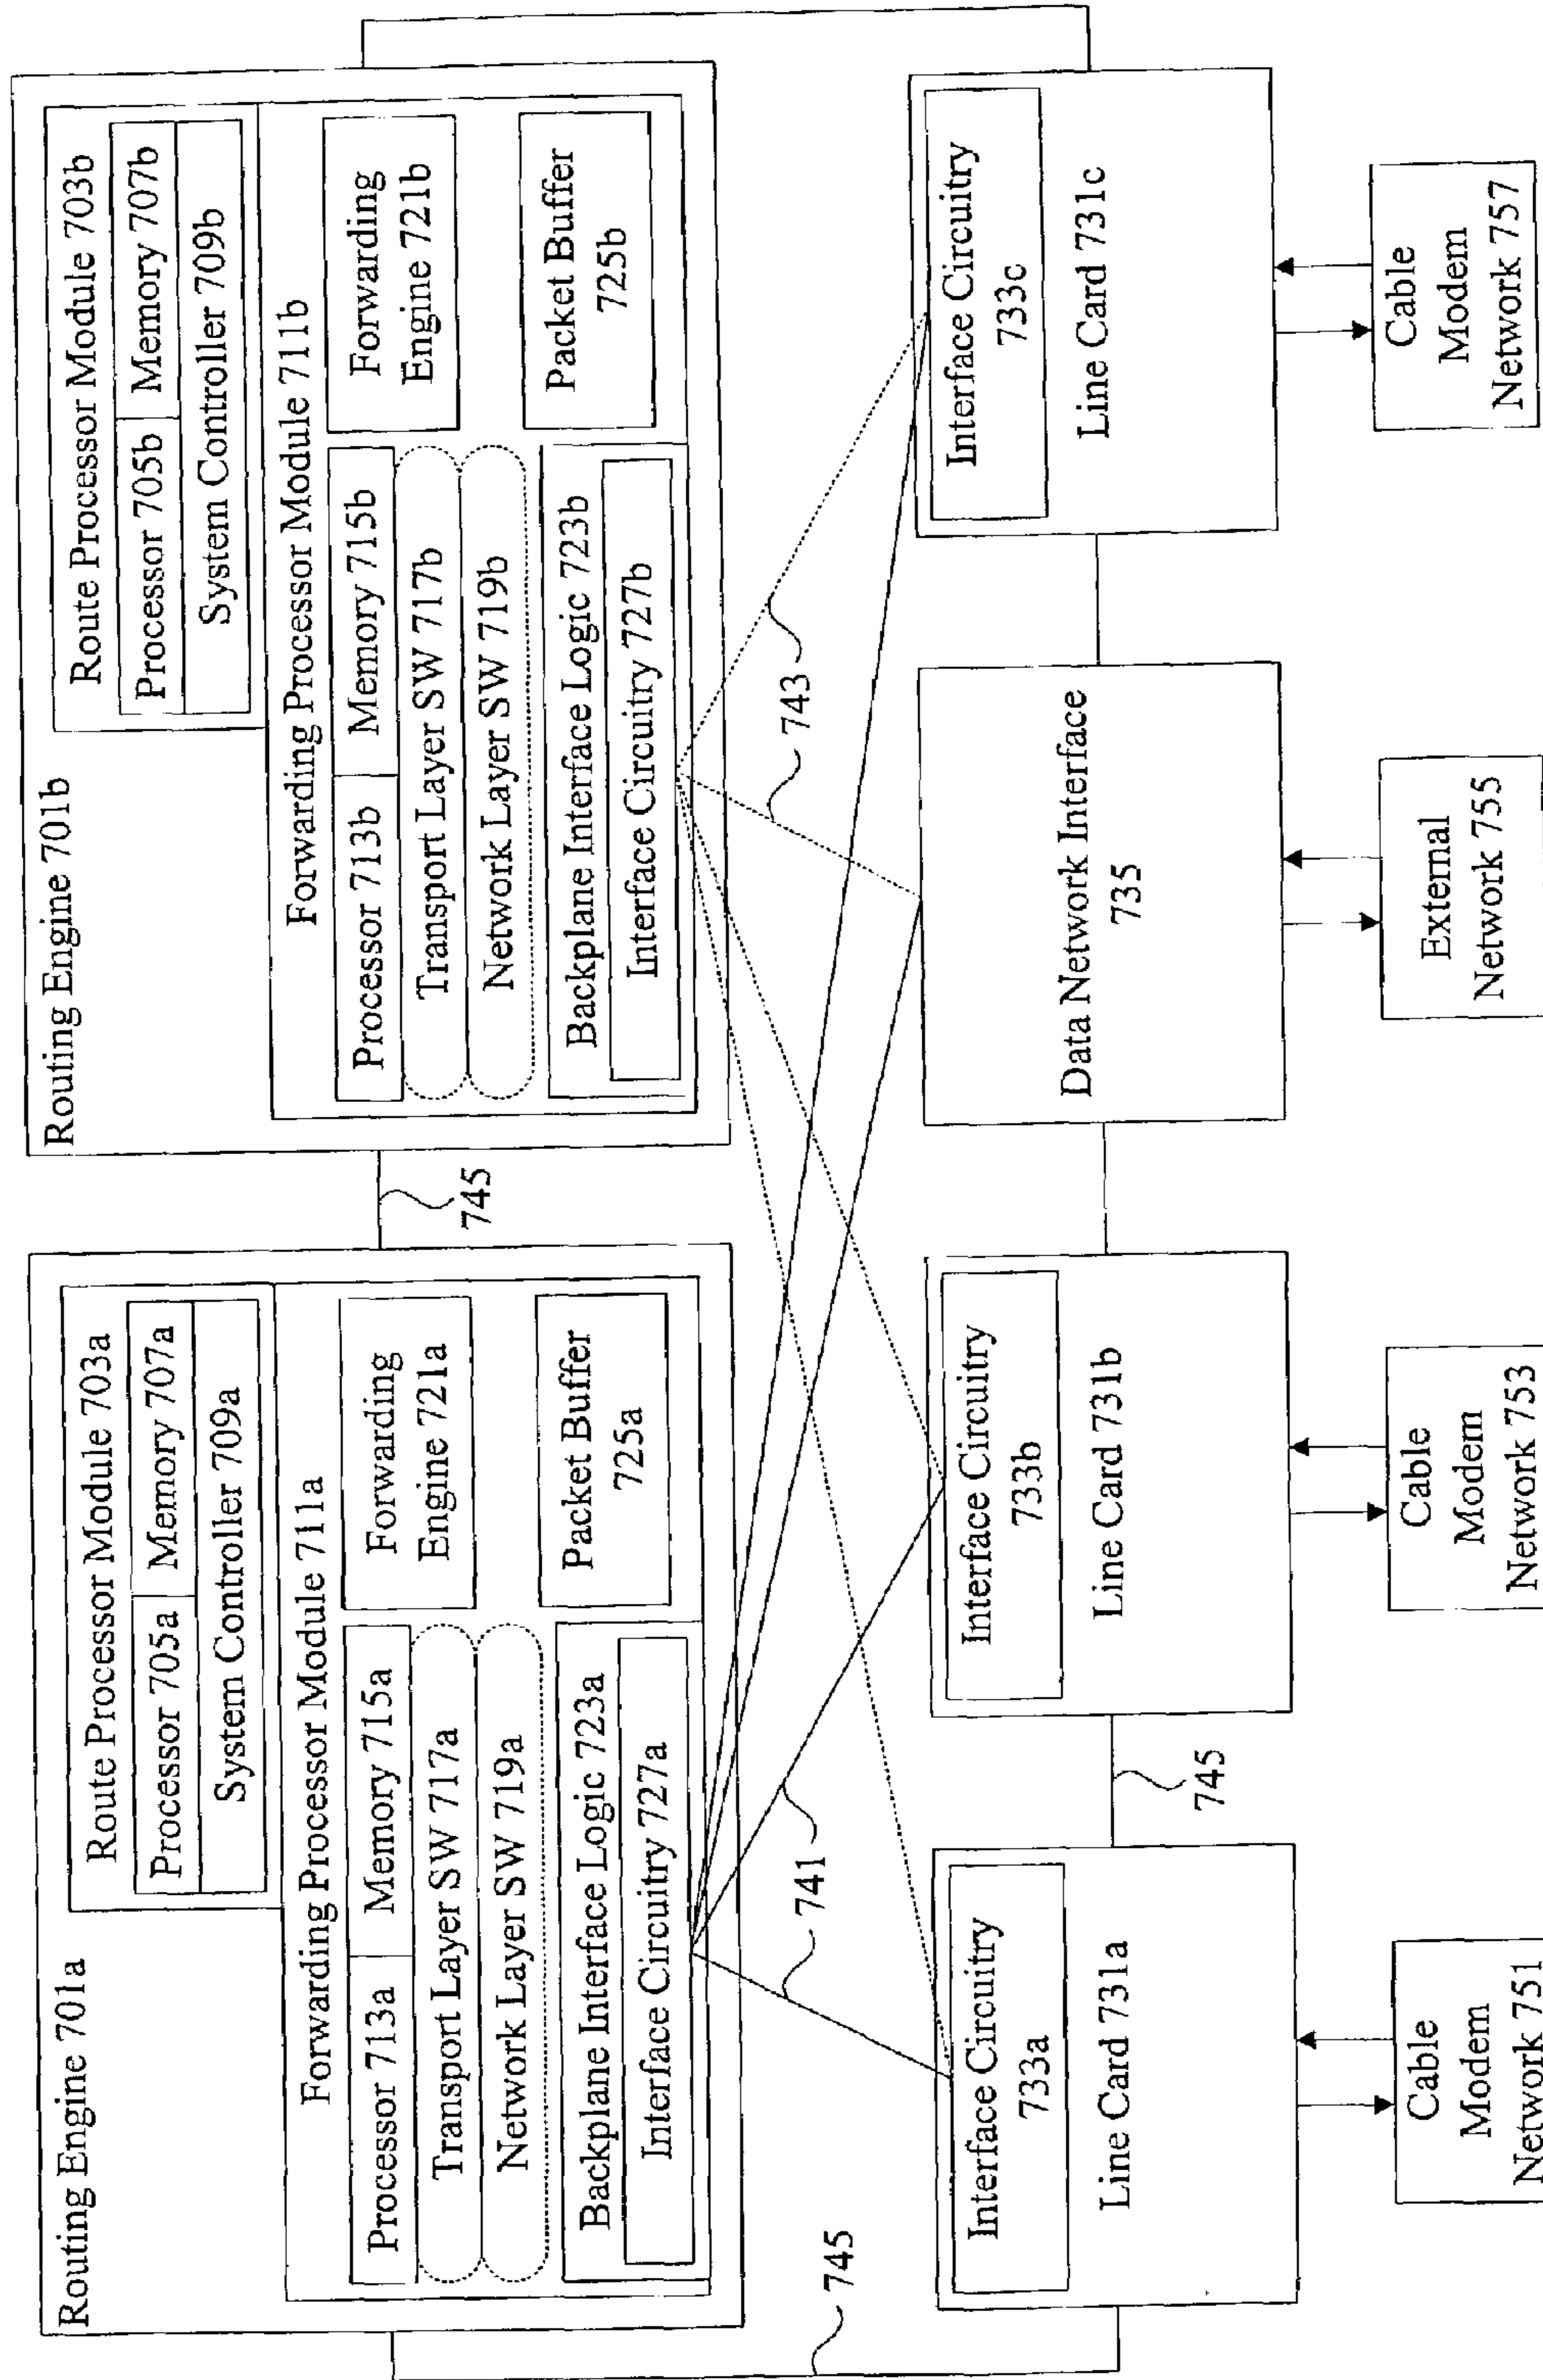 Routing Engine 701a
Route Processor Module 703a
Processor 705a
Memory 707a
System Controller 709a
Forwarding Processor Module 711a
Processor 713a
Memory 715a
Transport Layer SW 717a
Network Layer SW 719a
Forwarding
Engine 721a
Backplane Interface Logic 723a
Interface Circuitry 727a
Packet Buffer
725a
745
Routing Engine 701b
Route Processor Module 703b
Processor 705b
Memory 707b
System Controller 709b
Forwarding Processor Module 711b
Processor 713b
Memory 715b
Transport Layer SW 717b
Network Layer SW 719b
Forwarding
Engine 721b
Backplane Interface Logic 723b
Interface Circuitry 727b
Packet Buffer
725b
745
741
743
Interface Circuitry
733a
Line Card 731a
745
Interface Circuitry
733b
Line Card 731b
Data Network Interface
735
Interface Circuitry
733c
Line Card 731c
Cable
Modem
Network 751
Cable
Modem
Network 753
External
Network 755
Cable
Modem
Network 757